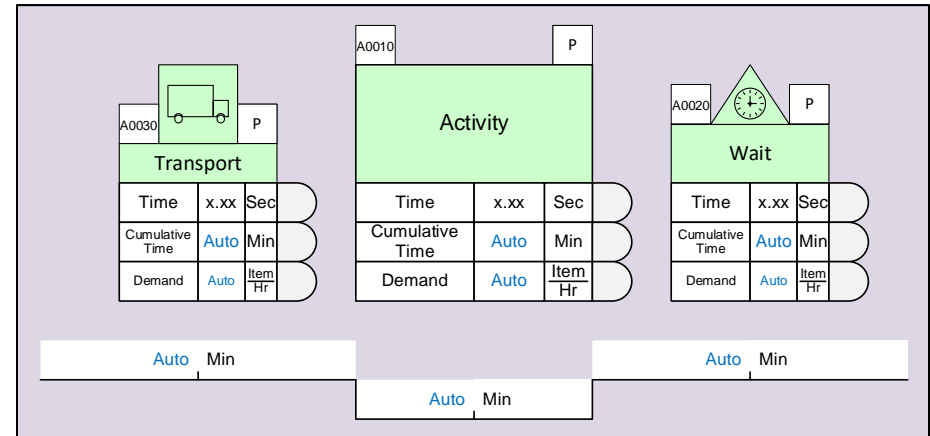 A0030
P
Transport
Time x.xx Sec
Cumulative
Time
Auto Min
Demand Auto Item
Hr
A0010
P
Activity
Time x.xx Sec
Cumulative
Time
Auto Min
Demand Auto Item
Hr
A0020
P
Wait
Time x.xx Sec
Cumulative
Time
Auto Min
Demand Auto Item
Hr
Auto Min
Auto Min
Auto Min